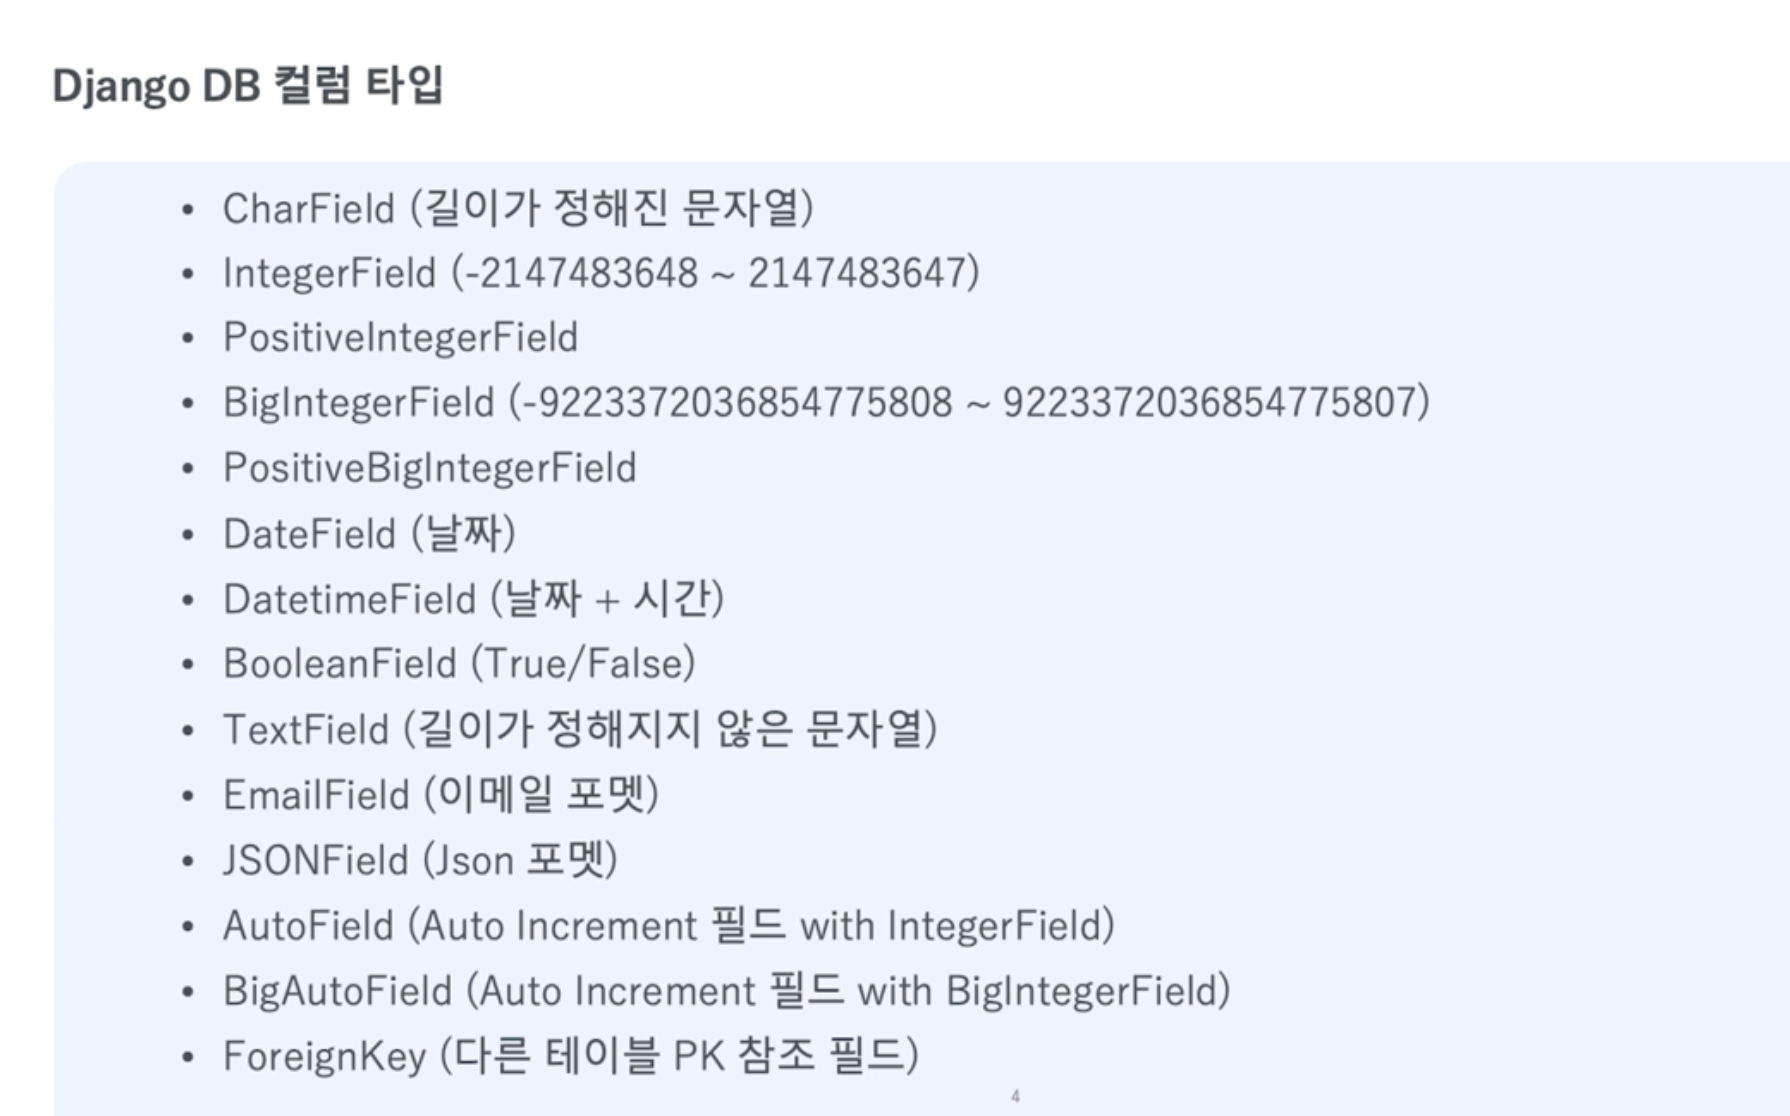 Django DB 컬럼 타입
• CharField (길이가 정해진 문자열)
• IntegerField (-2147483648 ~ 2147483647)
• PositiveIntegerField
• BigIntegerField (-9223372036854775808 ~ 9223372036854775807)
• PositiveBigIntegerField
• DateField (날짜)
• DatetimeField (날짜 + 시간)
• BooleanField (True/False)
• TextField (길이가 정해지지 않은 문자열)
• EmailField (이메일 포멧)
• JSONField (Json 포멧)
• AutoField (Auto Increment 필드 with IntegerField)
• BigAutoField (Auto Increment 필드 with BigIntegerField)
• ForeignKey (다른 테이블 PK 참조 필드)
4